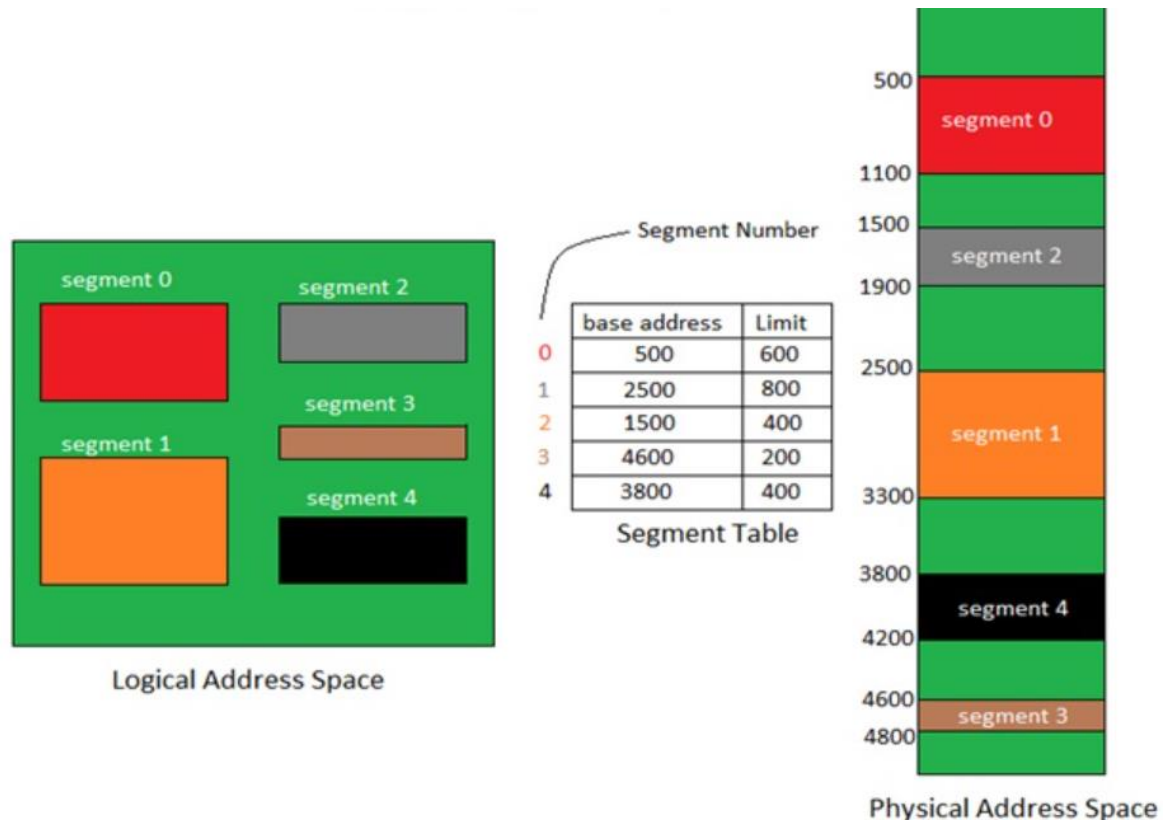 segment 0
segment 2
segment 3
segment 1
segment 4
Logical Address Space
Segment Number
base address Limit
0 500 600
1 2500 800
2 1500 400
3 4600 200
4 3800 400
Segment Table
500
segment 0
1100
1500
segment 2
1900
2500
segment 1
3300
3800
segment 4
4200
4600
segment 3
4800
Physical Address Space